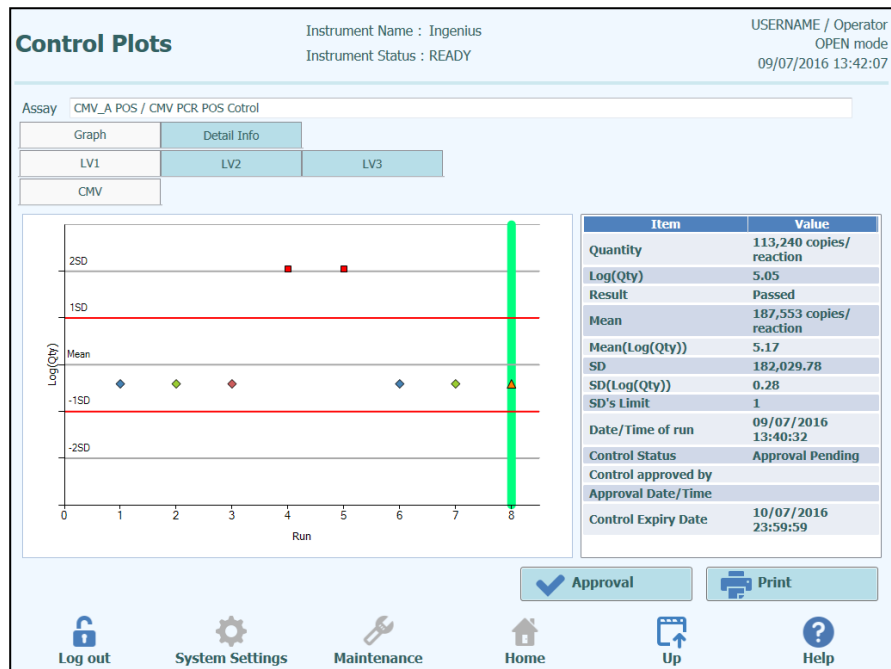 Control Plots
Instrument Name : Ingenius
Instrument Status : READY
USERNAME / Operator
OPEN mode
09/07/2016 13:42:07
Assay CMV_A POS / CMV PCR POS Cotrol
Graph Detail Info
LV1 LV2 LV3
CMV
2SD
1SD
Mean
-1SD
-2SD
Log(Qty)
0 1 2 3 4 5 6 7 8
Run
Item Value
Quantity 113,240 copies/
reaction
Log(Qty) 5.05
Result Passed
Mean 187,553 copies/
reaction
Mean(Log(Qty)) 5.17
SD 182,029.78
SD(Log(Qty)) 0.28
SD's Limit 1
Date/Time of run 09/07/2016
13:40:32
Control Status Approval Pending
Control approved by
Approval Date/Time
Control Expiry Date 10/07/2016
23:59:59
Approval Print
Log out System Settings Maintenance Home Up Help